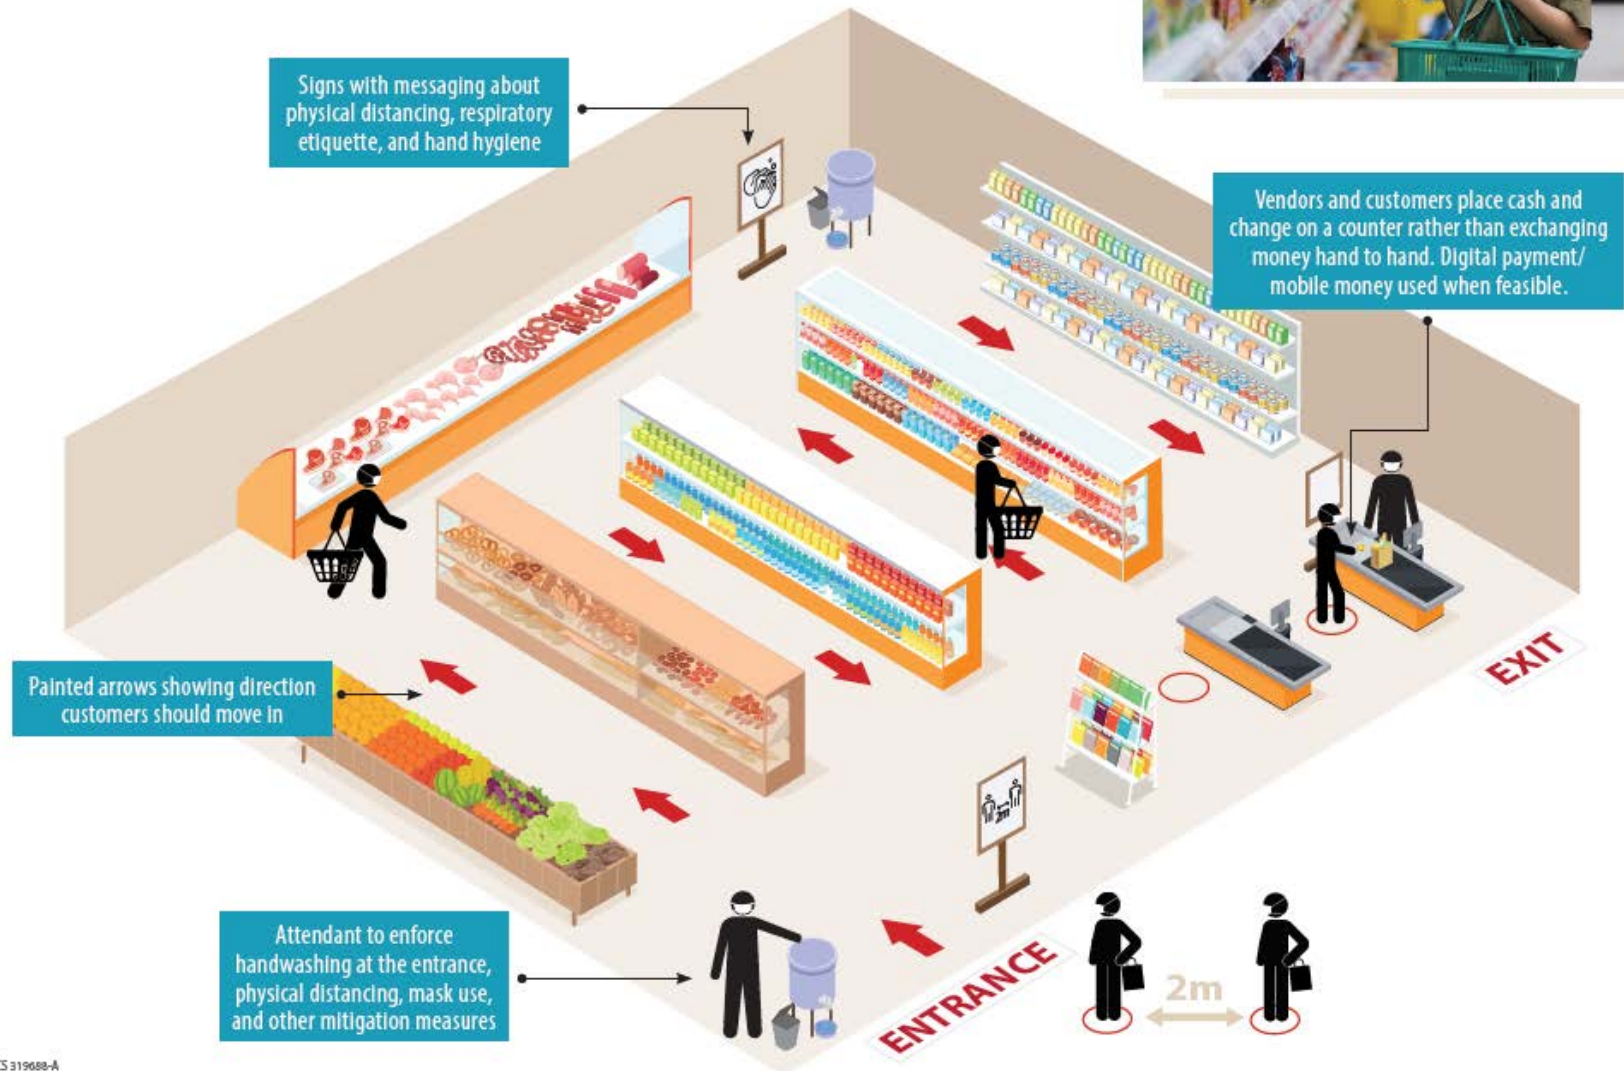 Signs with messaging about
physical distancing, respiratory
etiquette, and hand hygiene
Vendors and customers place cash and
change on a counter rather than exchanging
money hand to hand. Digital payment/
mobile money used when feasible.
Painted arrows showing direction
customers should move in
EXIT
2m
Attendant to enforce
handwashing at the entrance,
physical distancing, mask use,
and other mitigation measures
ENTRANCE
2m
319688-A